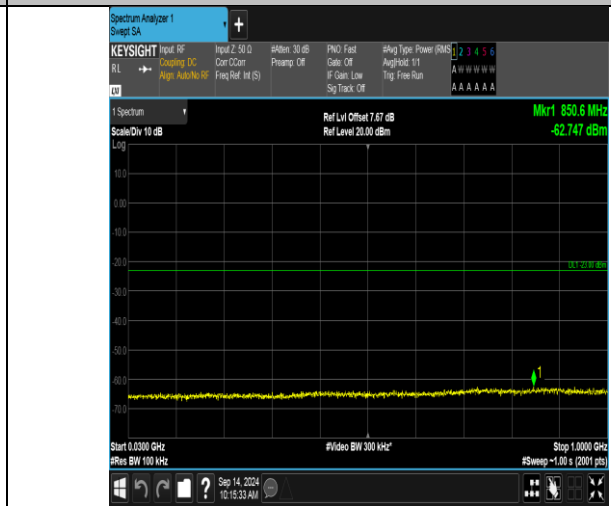 Spectrum Analyzer 1
Swept SA
+
KEYSIGHT Input: RF Input Z: 50 Ω #Atten: 30 dB PNO: Fast #Avg Type: Power (RMS 1 2 3 4 5 6
RL Coupling: DC Corr CCorr Preamp: Off Gate: Off Avg|Hold: 1/1 A W W W W W
Align: Auto/No RF Freq Ref: Int (S) IF Gain: Low Trig: Free Run
LXI Sig Track: Off A A A A A A
1 Spectrum Ref Lvl Offset 7.67 dB Mkr1 850.6 MHz
Scale/Div 10 dB Ref Level 20.00 dBm -62.747 dBm
Log
10.0
0.00
-10.0
-20.0
DL1 -23.00 dBm
-30.0
-40.0
-50.0
1
-60.0
-70.0
Start 0.0300 GHz #Video BW 300 kHz* Stop 1.0000 GHz
#Res BW 100 kHz #Sweep ~1.00 s (2001 pts)
? Sep 14, 2024
10:15:33 AM